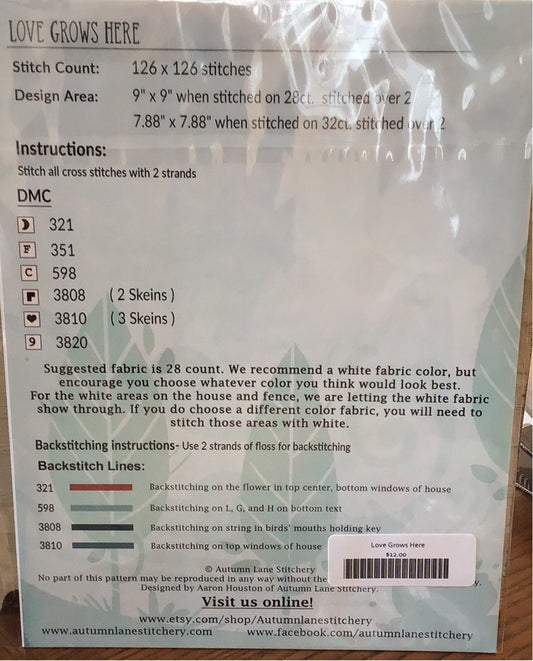 LOVE GROWS HERE
Stitch Count: 126 x 126 stitches
Design Area: 9" x 9" when stitched on 28ct. stitched over 2
7.88" x 7.88" when stitched on 32ct. stitched over 2
Instructions:
Stitch all cross stitches with 2 strands
DMC
321
F 351
C 598
3808 ( 2 Skeins )
♥ 3810 ( 3 Skeins )
9 3820
Suggested fabric is 28 count. We recommend a white fabric color, but
encourage you choose whatever color you think would look best.
For the white areas on the house and fence, we are letting the white fabric
show through. If you do choose a different color fabric, you will need to
stitch those areas with white.
Backstitching instructions- Use 2 strands of floss for backstitching
Backstitch Lines:
321 Backstitching on the flower in top center, bottom windows of house
598 Backstitching on L, G, and H on bottom text
3808 Backstitching on string in birds' mouths holding key
3810 Backstitching on top windows of house
Love Grows Here
$12.00
© Autumn Lane Stitchery
No part of this pattern may be reproduced in any way without the
Designed by Aaron Houston of Autumn Lane Stitchery.
Visit us online!
www.etsy.com/shop/Autumnlanestitchery
www.autumnlanestitchery.com www.facebook.com/autumnlanestitchery